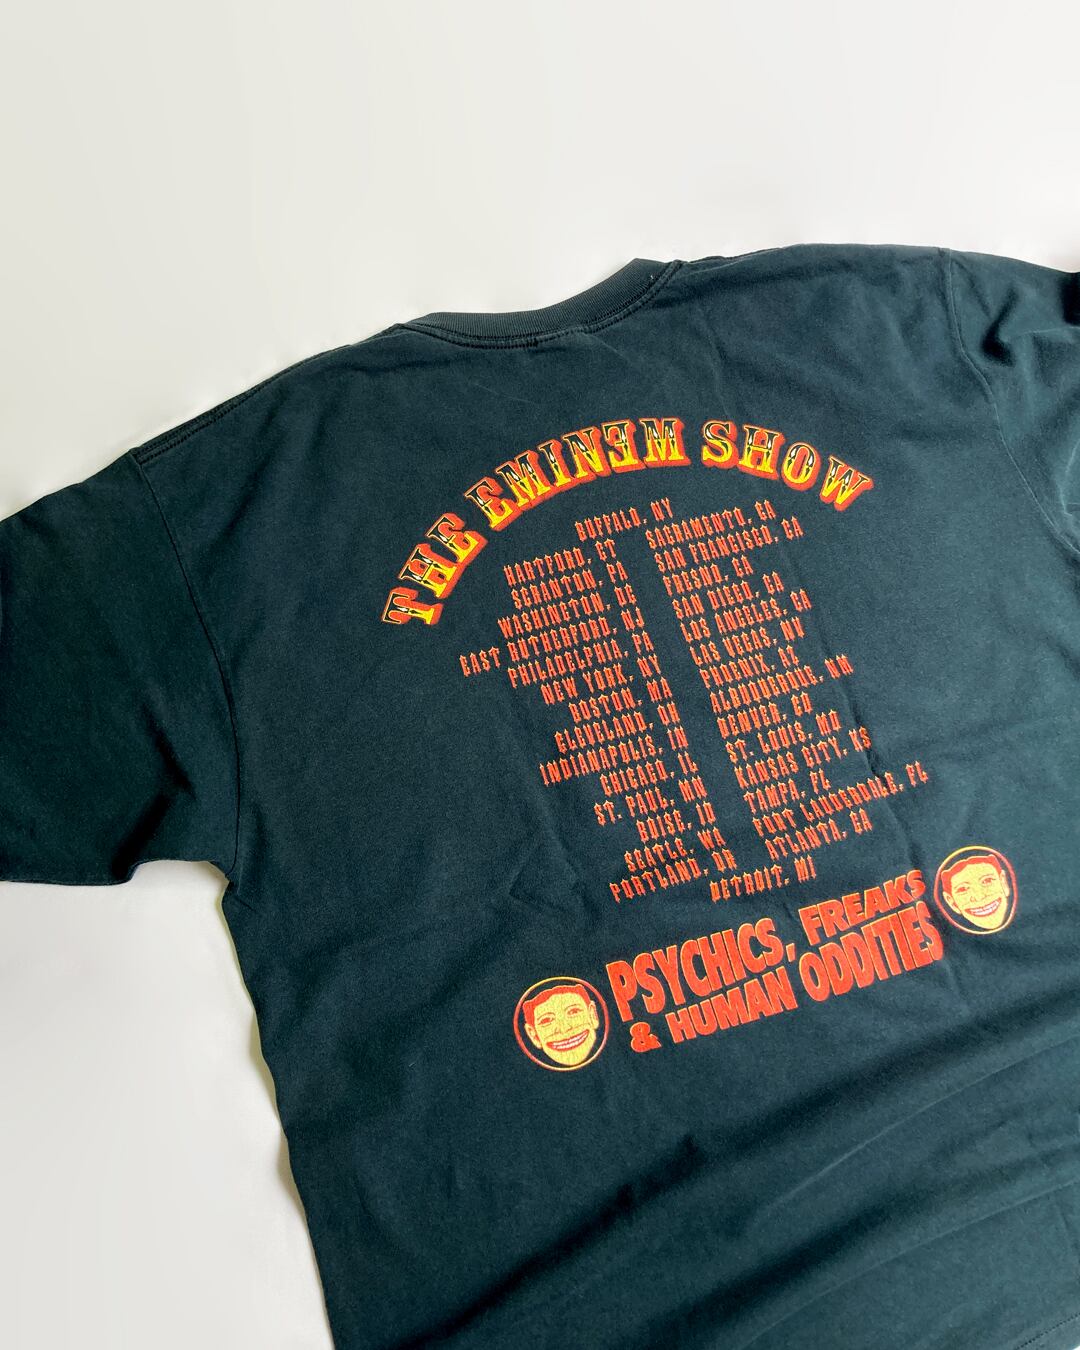 THE EMINƎM SHOW
BUFFALO, NY
HARTFORD, CT
SCRANTON, PA
WASHINGTON, DC
EAST RUTHERFORD, NJ
PHILADELPHIA, PA
NEW YORK, NY
BOSTON, MA
CLEVELAND, OH
INDIANAPOLIS, IN
CHICAGO, IL
ST. PAUL, MN
BOISE, ID
SEATLE, WA
PORTLAND, OR
SACRAMENTO, CA
SAN FRANCISCO, CA
FRESNO, CA
SAN DIEGO, CA
LOS ANGELES, CA
LAS VEGAS, NV
PHOENIX, AZ
ALBUQUERQUE, NM
DENVER, CO
ST. LOUIS, MO
KANSAS CITY, KS
TAMPA, FL
FORT LAUDERDALE, FL
ATLANTA, GA
DETROIT, MI
PSYCHICS, FREAKS
& HUMAN ODDITIES